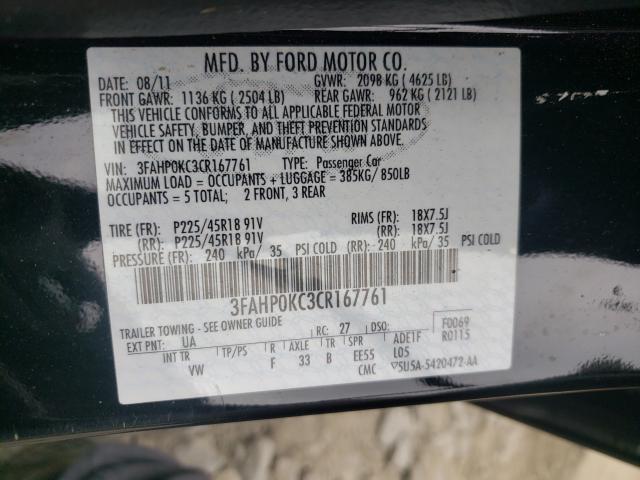 MFD. BY FORD MOTOR CO.
DATE: 08/11 GVWR: 2098 KG ( 4625 LB)
FRONT GAWR: 1136 KG ( 2504 LB) REAR GAWR: 962 KG ( 2121 LB)
THIS VEHICLE CONFORMS TO ALL APPLICABLE FEDERAL MOTOR
VEHICLE SAFETY, BUMPER, AND THEFT PREVENTION STANDARDS
IN EFFECT ON THE DATE OF MANUFACTURE SHOWN ABOVE.
VIN: 3FAHP0KC3CR167761 TYPE: Passenger Car
MAXIMUM LOAD = OCCUPANTS + LUGGAGE = 385KG/ 850LB
OCCUPANTS = 5 TOTAL; 2 FRONT, 3 REAR
TIRE (FR): P225/45R18 91V RIMS (FR): 18X7.5J
(RR): P225/45R18 91V (RR): 18X7.5J
PRESSURE (FR): 240 kPa/ 35 PSI COLD (RR): 240 kPa/ 35 PSI COLD
3FAHP0KC3CR167761
TRAILER TOWING - SEE OWNER GUIDE RC: 27 DSO: F0069
EXT PNT: UA R0115
INT TR TP/PS R AXLE TR SPR ADETF
VW F 33 B EE55 L05
CMC 5U5A-5420472-AA